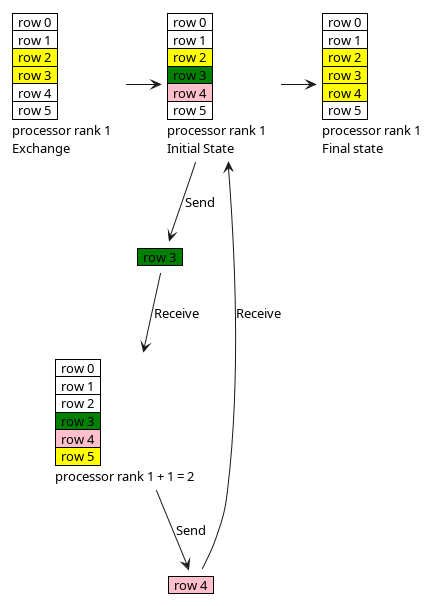 row 0
row 1
row 2
row 3
row 4
row 5
processor rank 1
Exchange
row 0
row 1
row 2
row 3
row 4
row 5
processor rank 1
Initial State
row 0
row 1
row 2
row 3
row 4
row 5
processor rank 1
Final state
Send
row 3
Receive
Receive
row 0
row 1
row 2
row 3
row 4
row 5
processor rank 1 + 1 = 2
Send
row 4